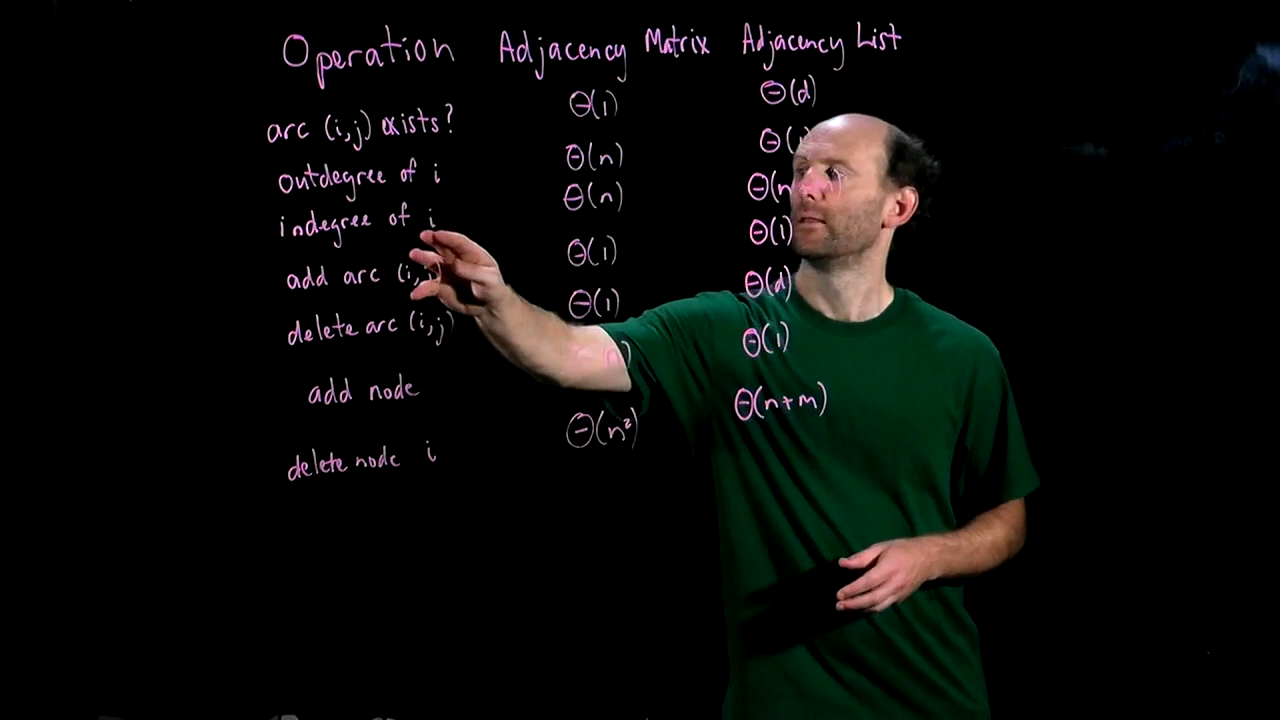 Operation Adjacency Matrix Adjacency List
arc (i,j) exists? Θ(1) Θ(d)
outdegree of i Θ(n) Θ(
indegree of i Θ(n) Θ(n
add arc (i, Θ(1) Θ(1)
delete arc (i,j) Θ(1) Θ(d)
add node Θ(1)
delete node i Θ(n²) Θ(n+m)